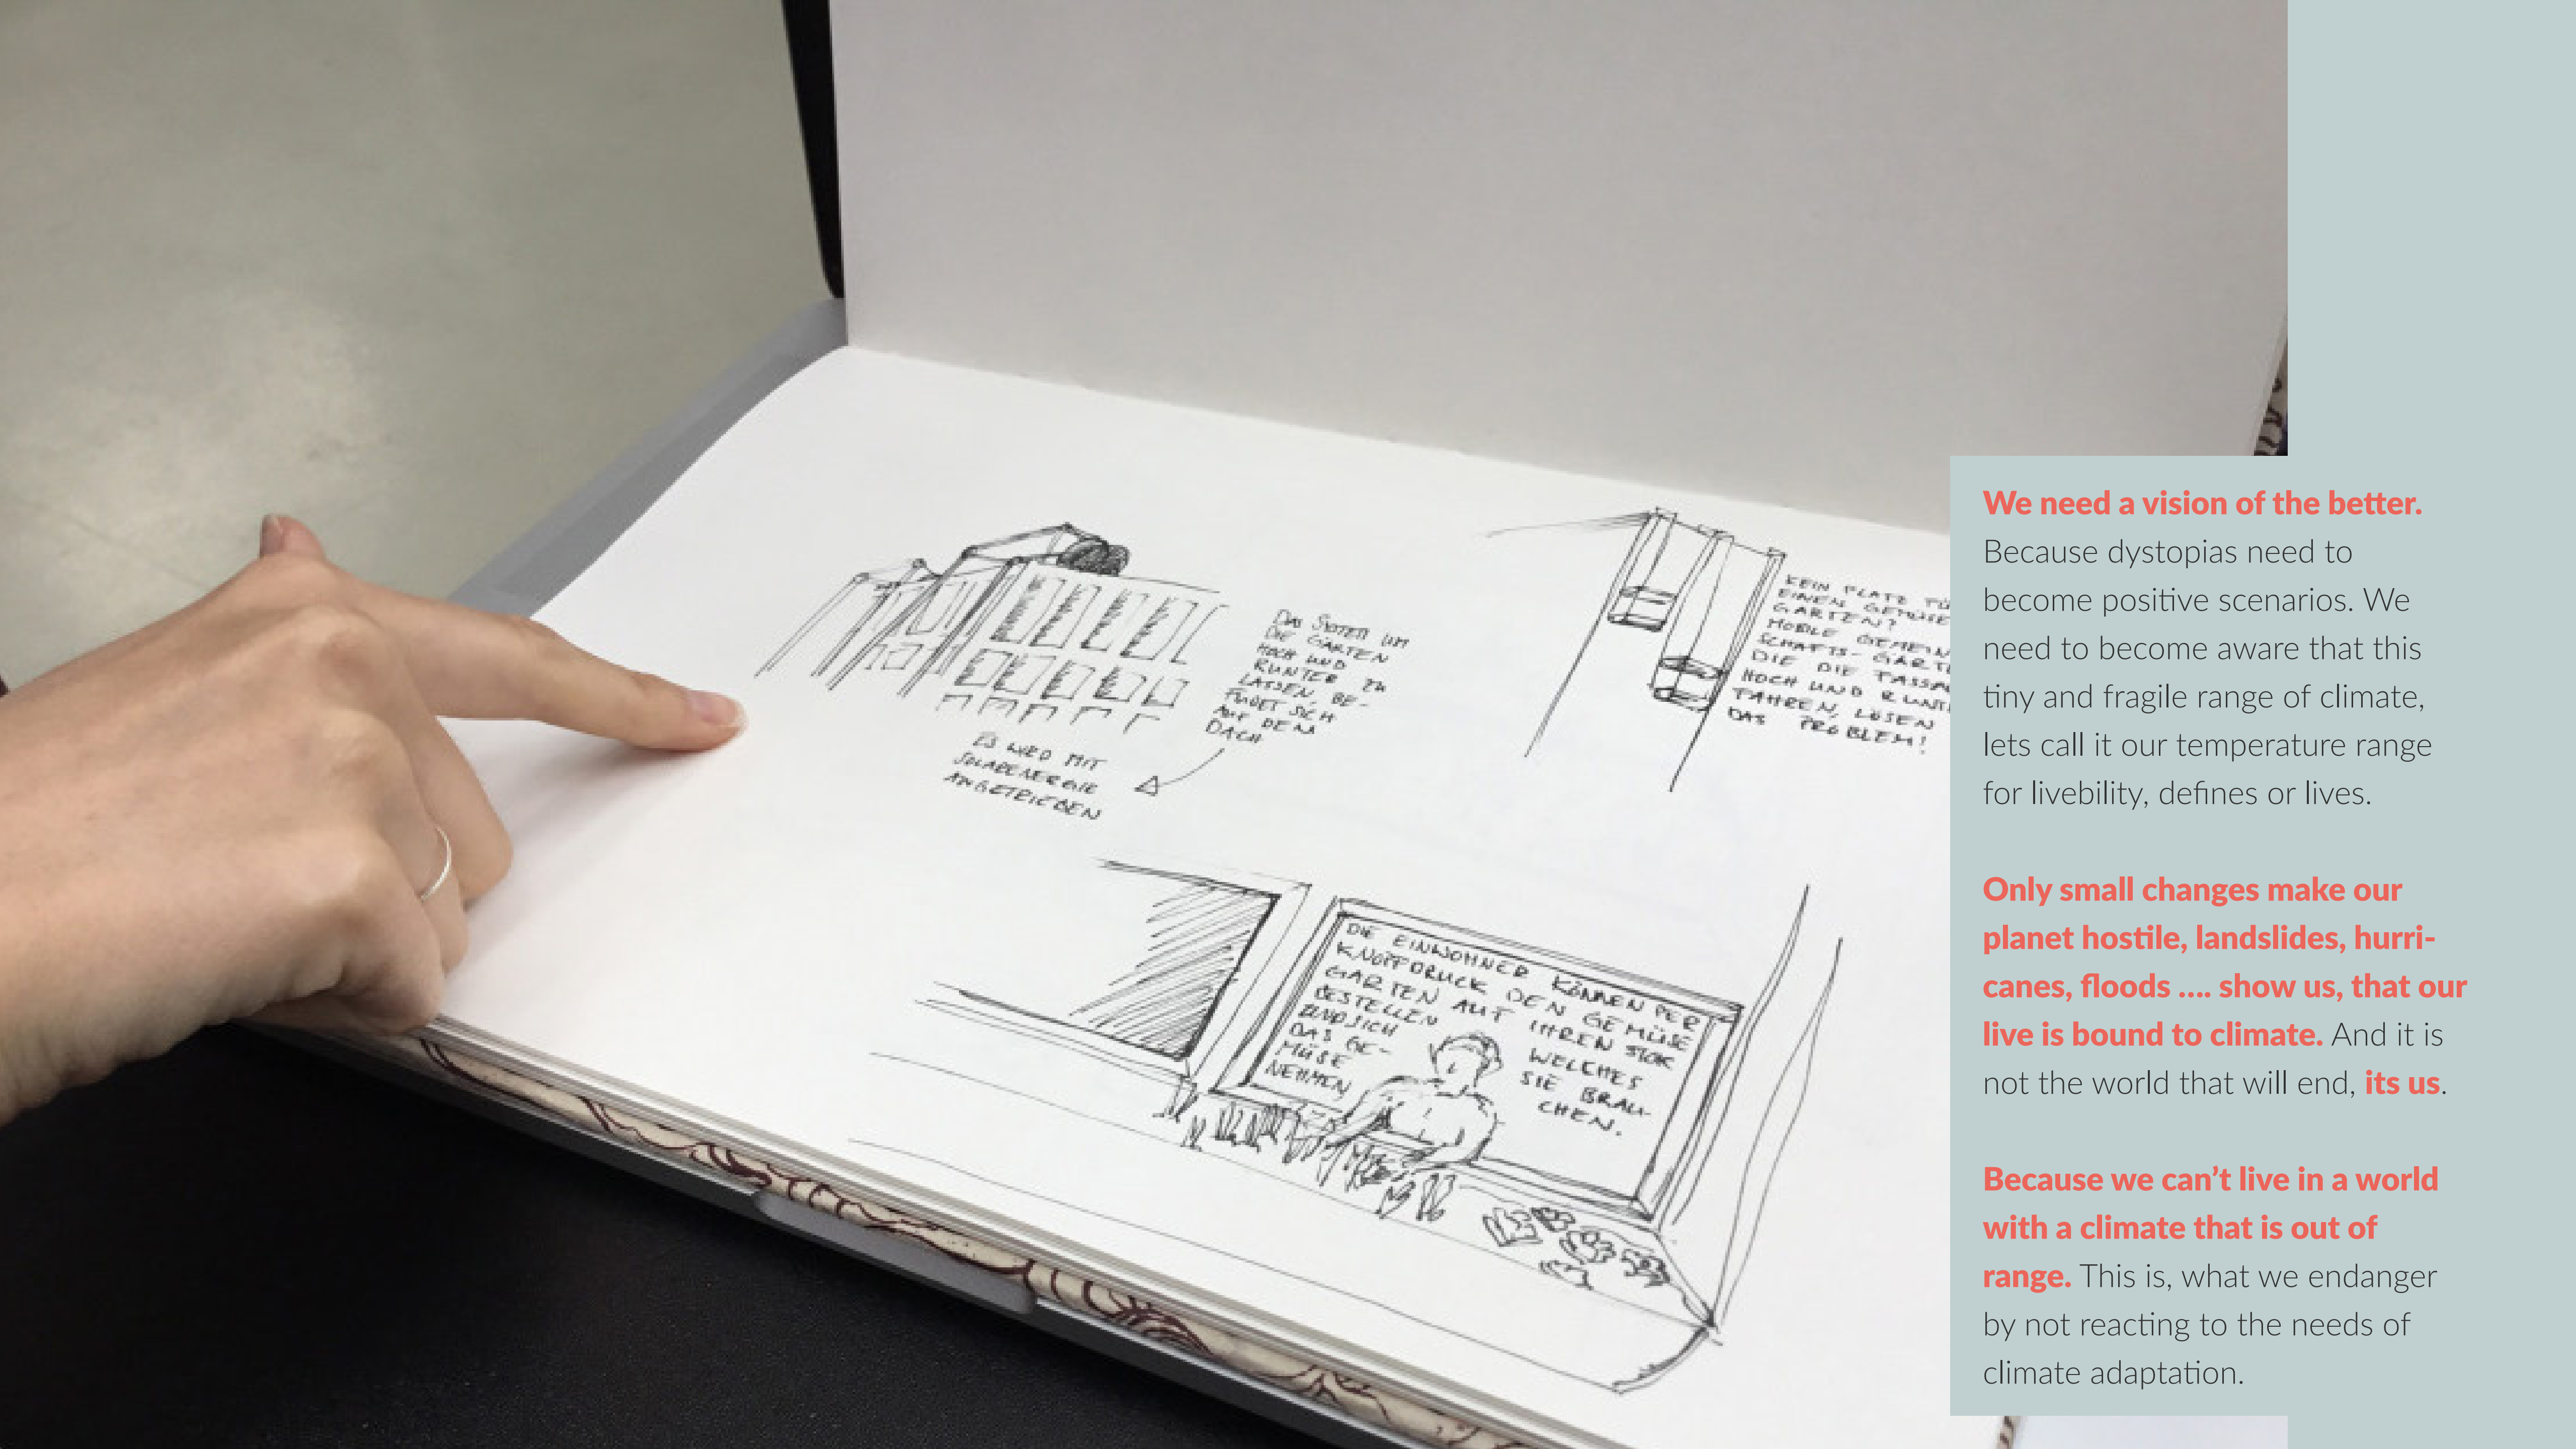 DAS SYSTEM UM
DIE GÄRTEN
HOCH UND
RUNTER ZU
LASSEN, BE-
FINDET SICH
AUF DEM
DACH
ES WIRD MIT
SOLARENERGIE
ANGETRIEBEN
KEIN PLATZ
EINEN
GARTEN?
MOBILE
SCHAFTS-
DIE DIE
HOCH UND
FAHREN, LÖSEN
DAS PROBLEM!
DIE EINWOHNER KÖNNEN PER
KNOPFDRUCK DEN GEMÜSE
GARTEN AUF IHREN STOK
BESTELLEN
UND SICH
DAS GE-
MÜSE
NEHMEN
WELCHES
SIE BRAU-
CHEN.
We need a vision of the better.
Because dystopias need to
become positive scenarios. We
need to become aware that this
tiny and fragile range of climate,
lets call it our temperature range
for livebility, defines or lives.
Only small changes make our
planet hostile, landslides, hurri-
canes, floods .... show us, that our
live is bound to climate. And it is
not the world that will end, its us.
Because we can't live in a world
with a climate that is out of
range. This is, what we endanger
by not reacting to the needs of
climate adaptation.